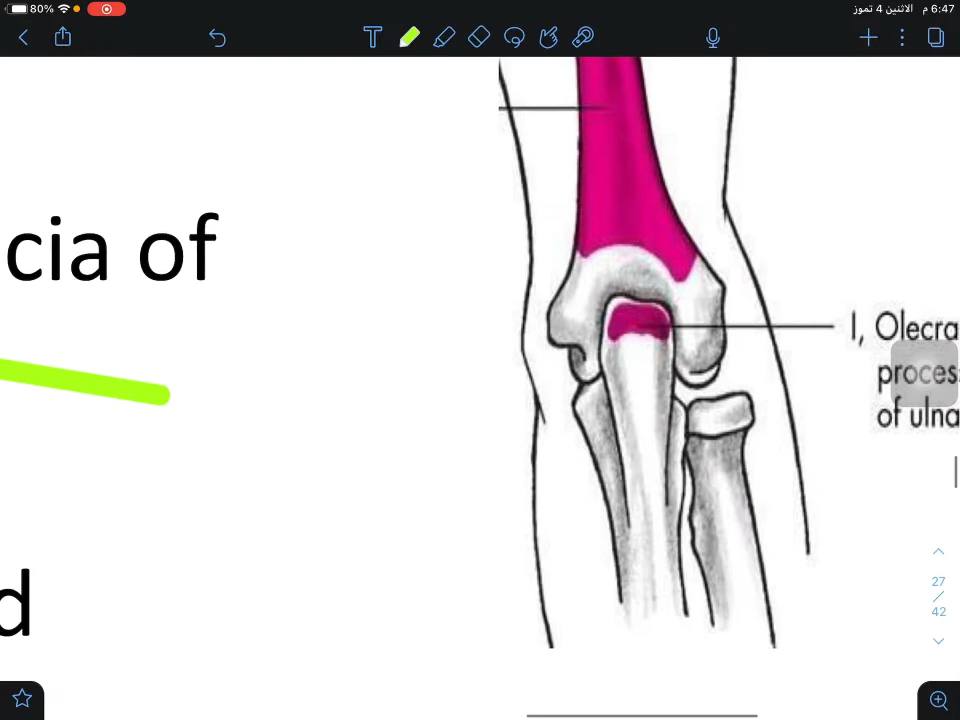 80%
6:47 م الاثنين 4 تموز
cia of
I, Olecra
proces
of ulna
d
27
/
42